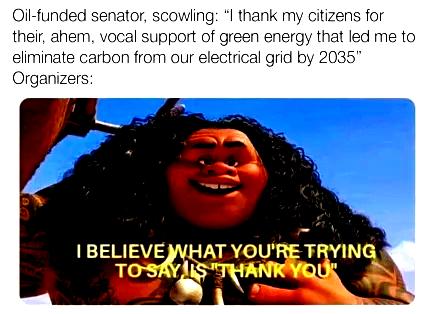 Oil-funded senator, scowling: “I thank my citizens for
their, ahem, vocal support of green energy that led me to
eliminate carbon from our electrical grid by 2035”
Organizers:
I BELIEVE WHAT YOU'RE TRYING
TO SAY, IS "THANK YOU"